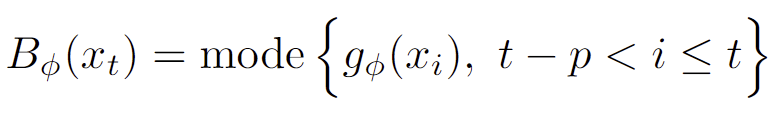 B_ϕ(x_t) = mode {g_ϕ(x_i), t − p < i ≤ t}